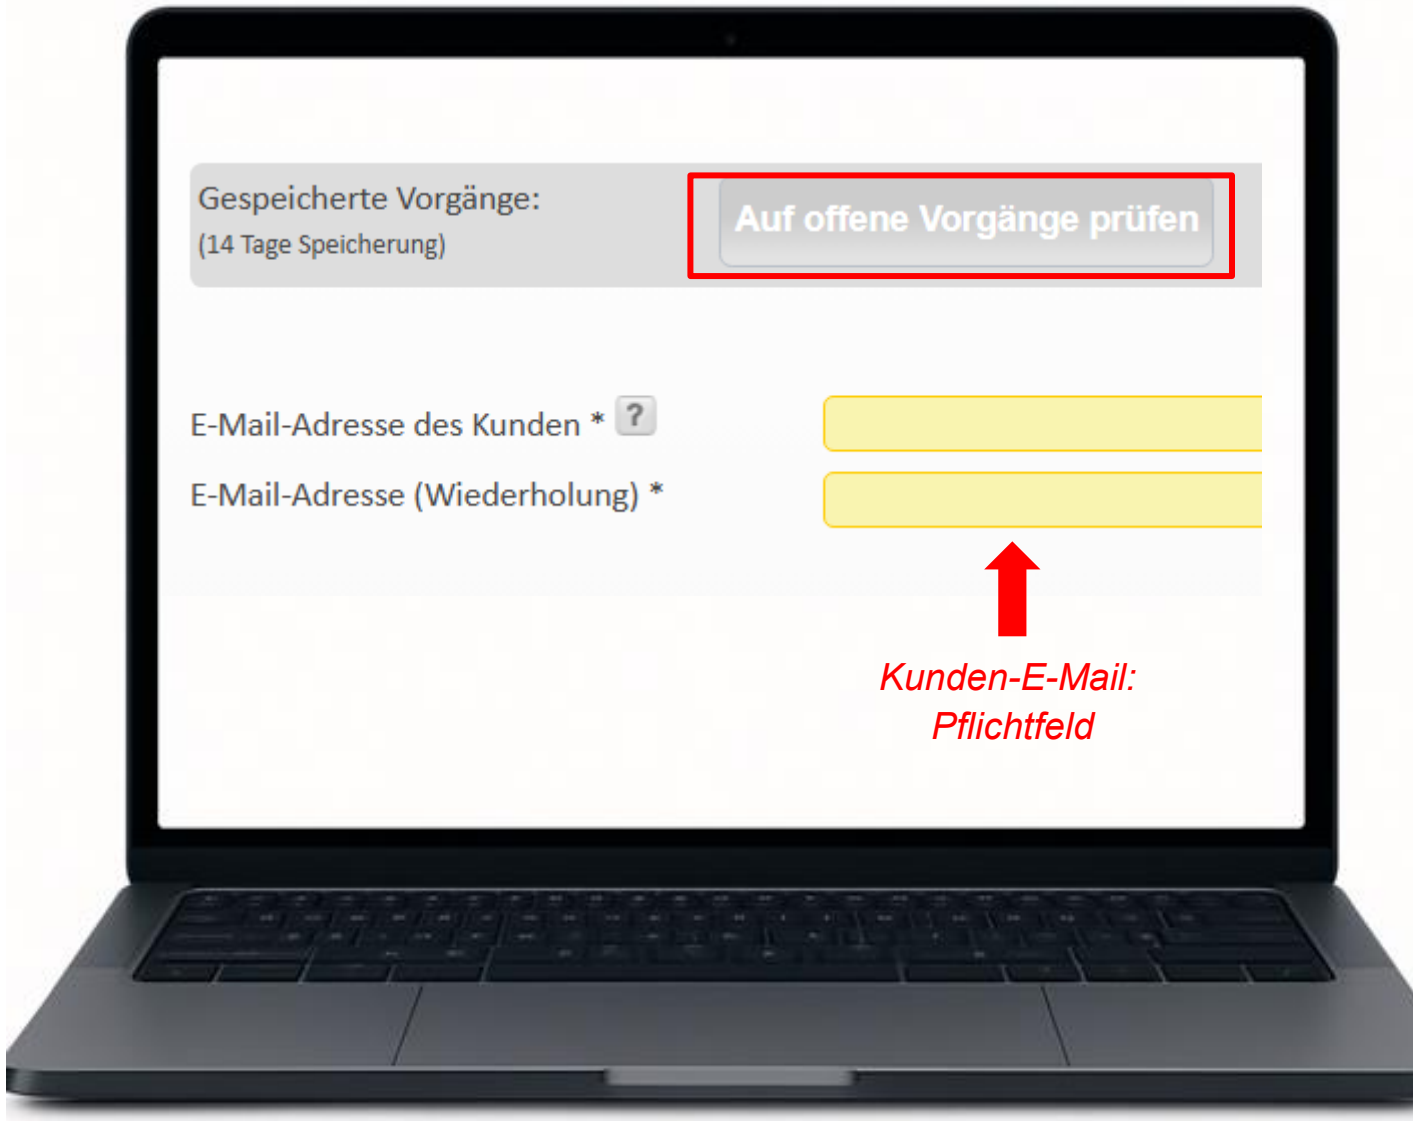 Gespeicherte Vorgänge:
(14 Tage Speicherung)
Auf offene Vorgänge prüfen
E-Mail-Adresse des Kunden * ?
E-Mail-Adresse (Wiederholung) *
Kunden-E-Mail:
Pflichtfeld